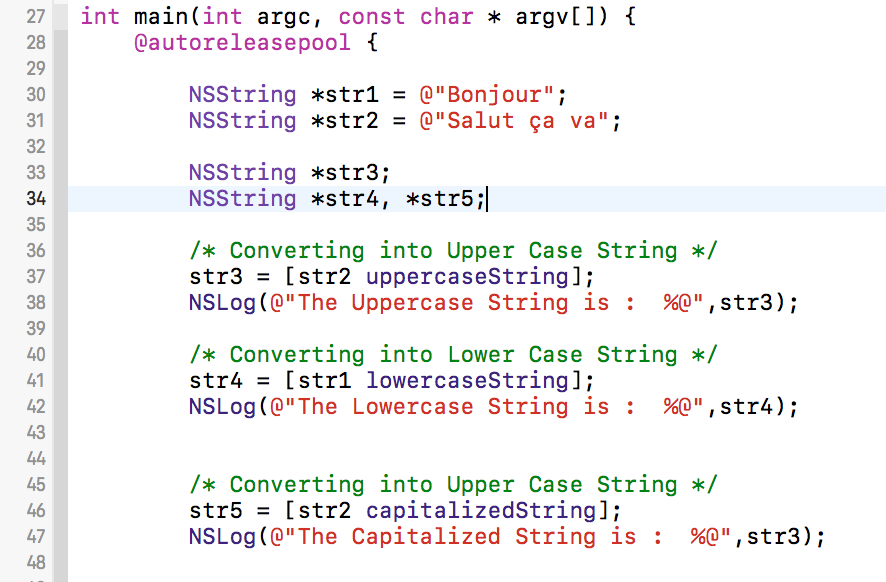 27 int main(int argc, const char * argv[]) {
28 @autoreleasepool {
29
30 NSString *str1 = @"Bonjour";
31 NSString *str2 = @"Salut ça va";
32
33 NSString *str3;
34 NSString *str4, *str5;
35
36 /* Converting into Upper Case String */
37 str3 = [str2 uppercaseString];
38 NSLog(@"The Uppercase String is :  %@",str3);
39
40 /* Converting into Lower Case String */
41 str4 = [str1 lowercaseString];
42 NSLog(@"The Lowercase String is :  %@",str4);
43
44
45 /* Converting into Upper Case String */
46 str5 = [str2 capitalizedString];
47 NSLog(@"The Capitalized String is :  %@",str3);
48